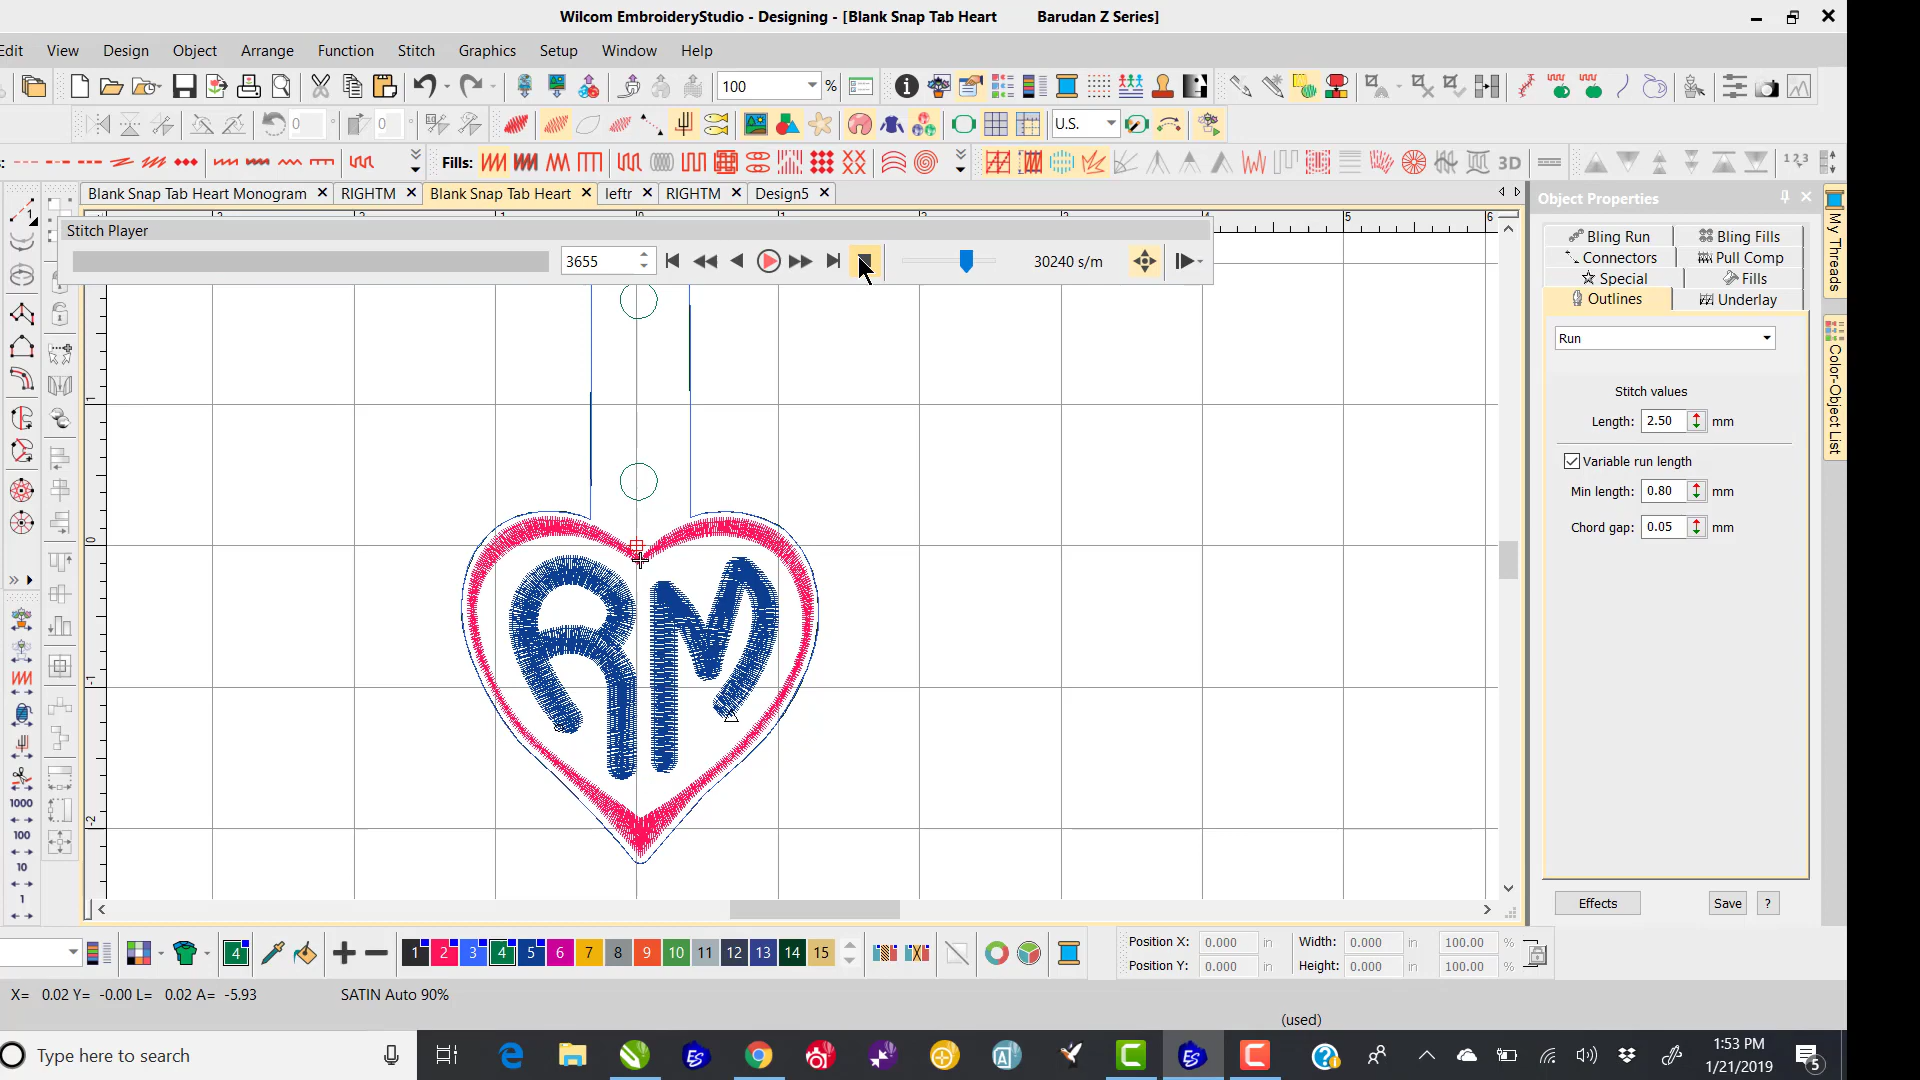 Wilcom EmbroideryStudio - Designing - [Blank Snap Tab Heart Barudan Z Series]
Edit View Design Object Arrange Function Stitch Graphics Setup Window Help
100 %
0 0 U.S.
Fills: 3D 1 2 3
Blank Snap Tab Heart Monogram RIGHTM Blank Snap Tab Heart leftr RIGHTM Design5
Stitch Player
3655 30240 s/m
Object Properties
Bling Run Bling Fills
Connectors Pull Comp
Special Fills
Outlines Underlay
Run
Stitch values
Length: 2.50 mm
Variable run length
Min length: 0.80 mm
Chord gap: 0.05 mm
Effects Save ?
My Threads
Color-Object List
RM
1000
100
10
1
4 1 2 3 4 5 6 7 8 9 10 11 12 13 14 15
Position X: 0.000 in Width: 0.000 in 100.00 %
Position Y: 0.000 in Height: 0.000 in 100.00 %
X= 0.02 Y= -0.00 L= 0.02 A= -5.93 SATIN Auto 90%
(used)
Type here to search
1:53 PM
1/21/2019
5